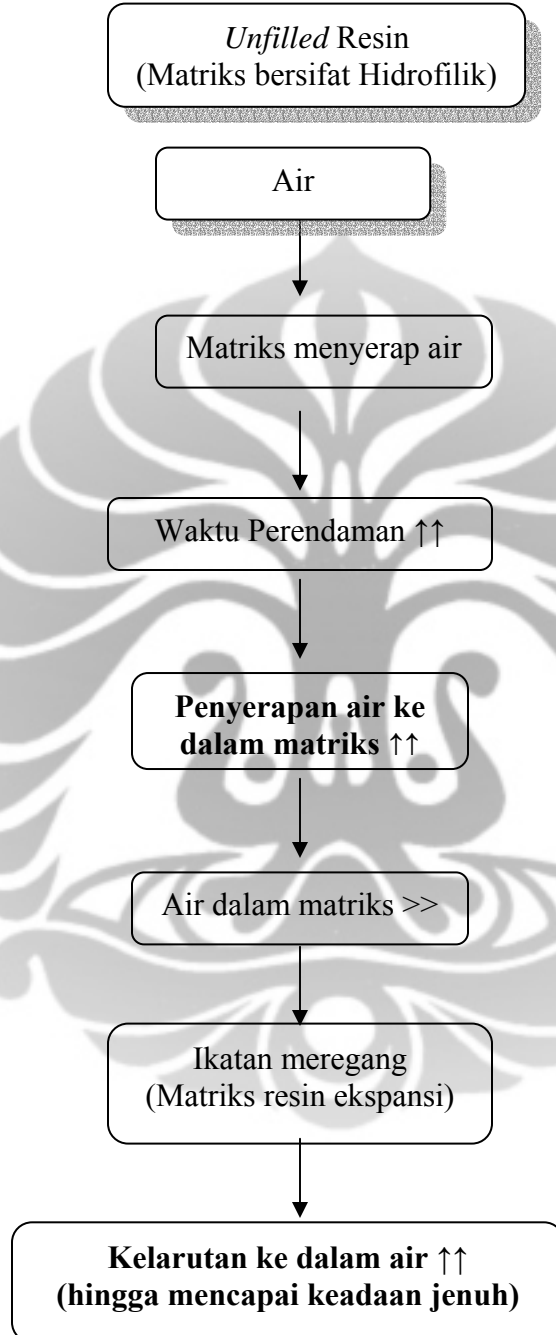 Unfilled Resin
(Matriks bersifat Hidrofilik)
Air
Matriks menyerap air
Waktu Perendaman ↑↑
Penyerapan air ke
dalam matriks ↑↑
Air dalam matriks >>
Ikatan meregang
(Matriks resin ekspansi)
Kelarutan ke dalam air ↑↑
(hingga mencapai keadaan jenuh)